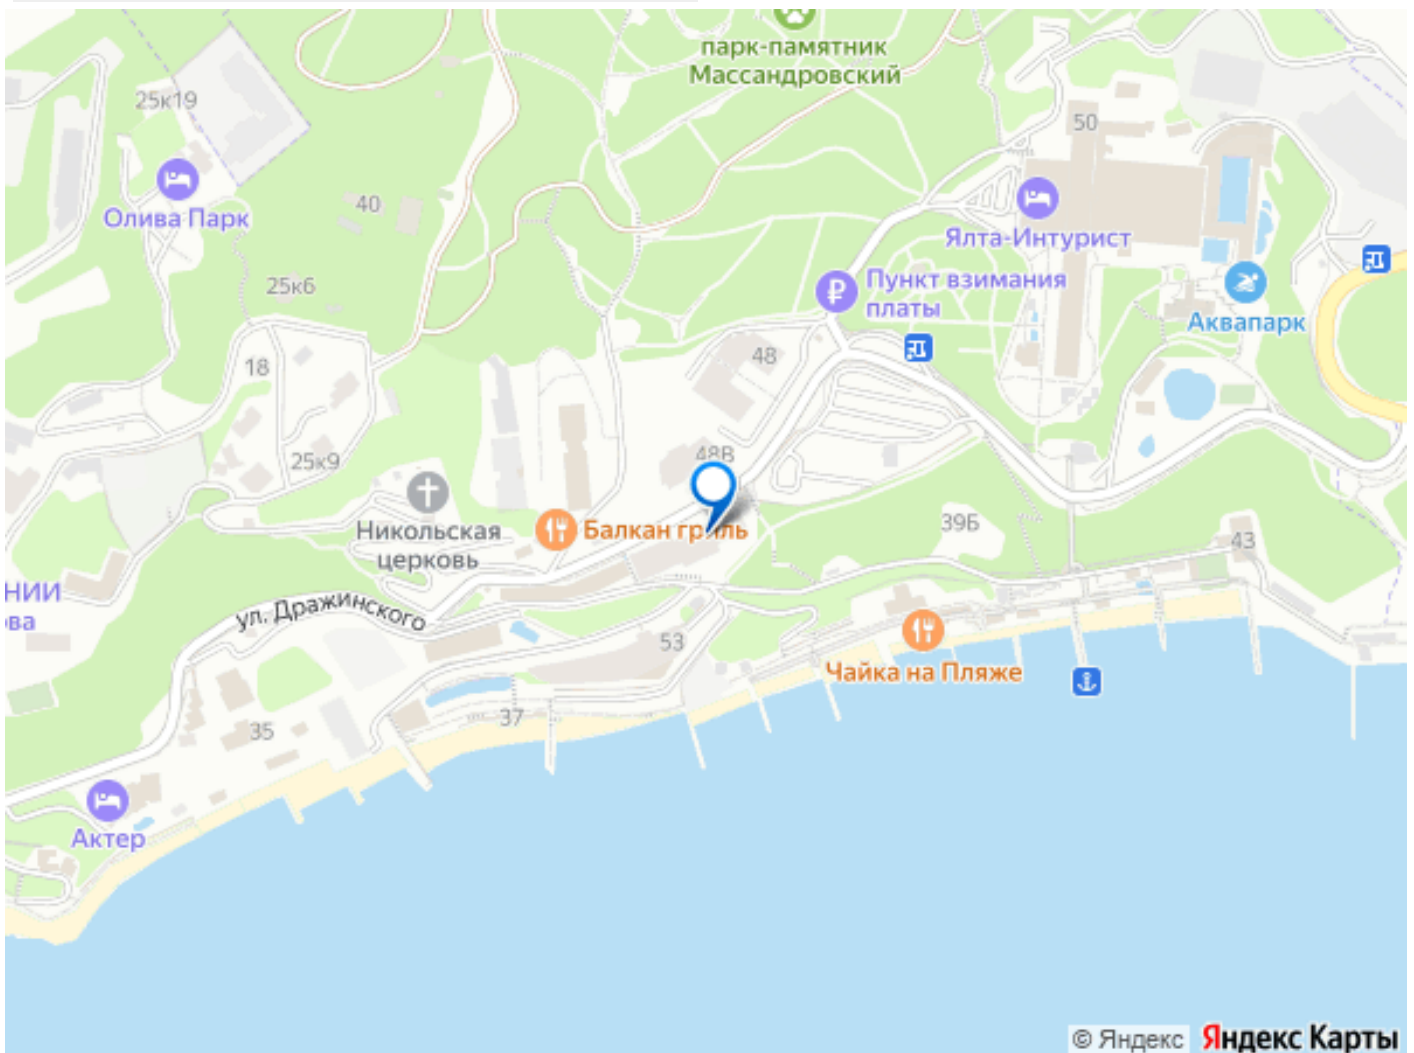 парк-памятник
Массандровский
25к19
50
Олива Парк
40
Ялта-Интурист
25к6
Пункт взимания
платы
Аквапарк
48
18
48В
25к9
Никольская
церковь
Балкан гриль
39Б
43
НИИ
ова
ул. Дражинского
53
Чайка на Пляже
37
35
Актер
© Яндекс Яндекс Карты